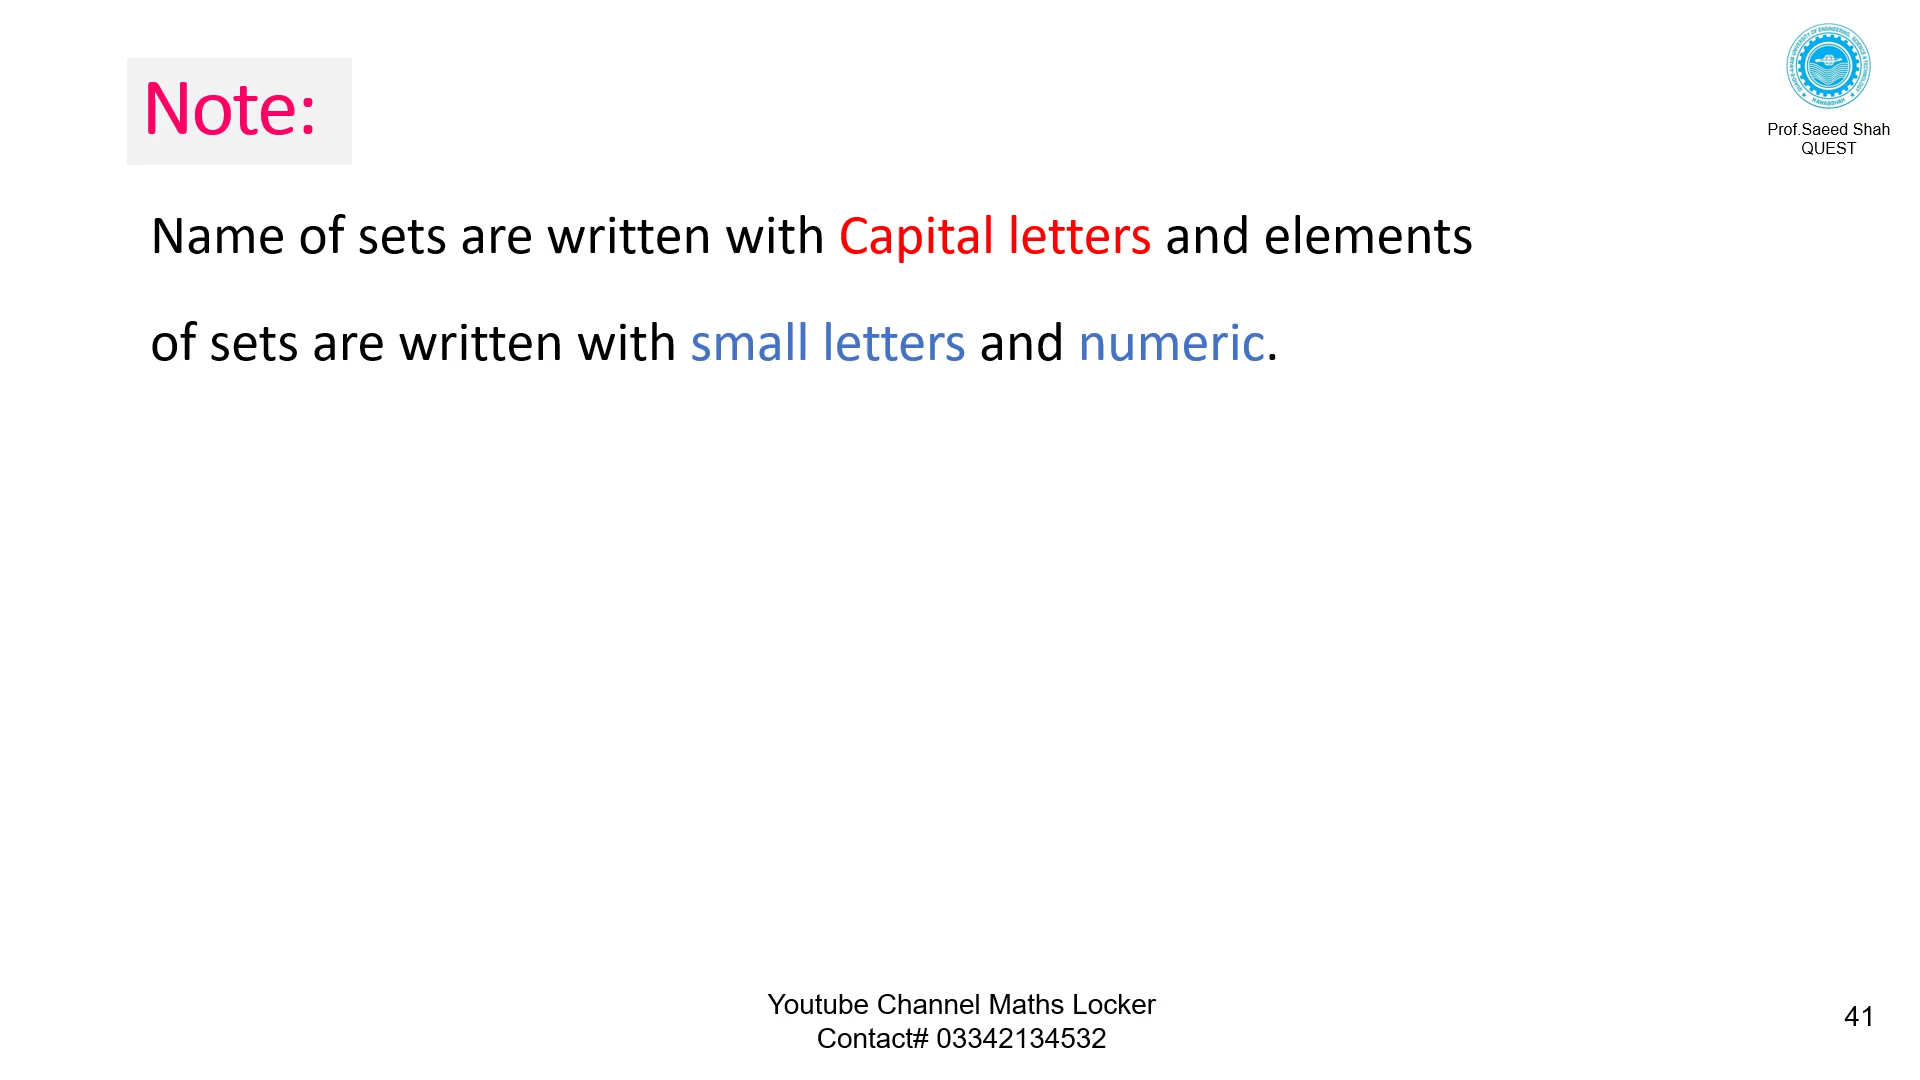 Note:
Prof.Saeed Shah
QUEST
Name of sets are written with Capital letters and elements
of sets are written with small letters and numeric.
Youtube Channel Maths Locker
Contact# 03342134532
41